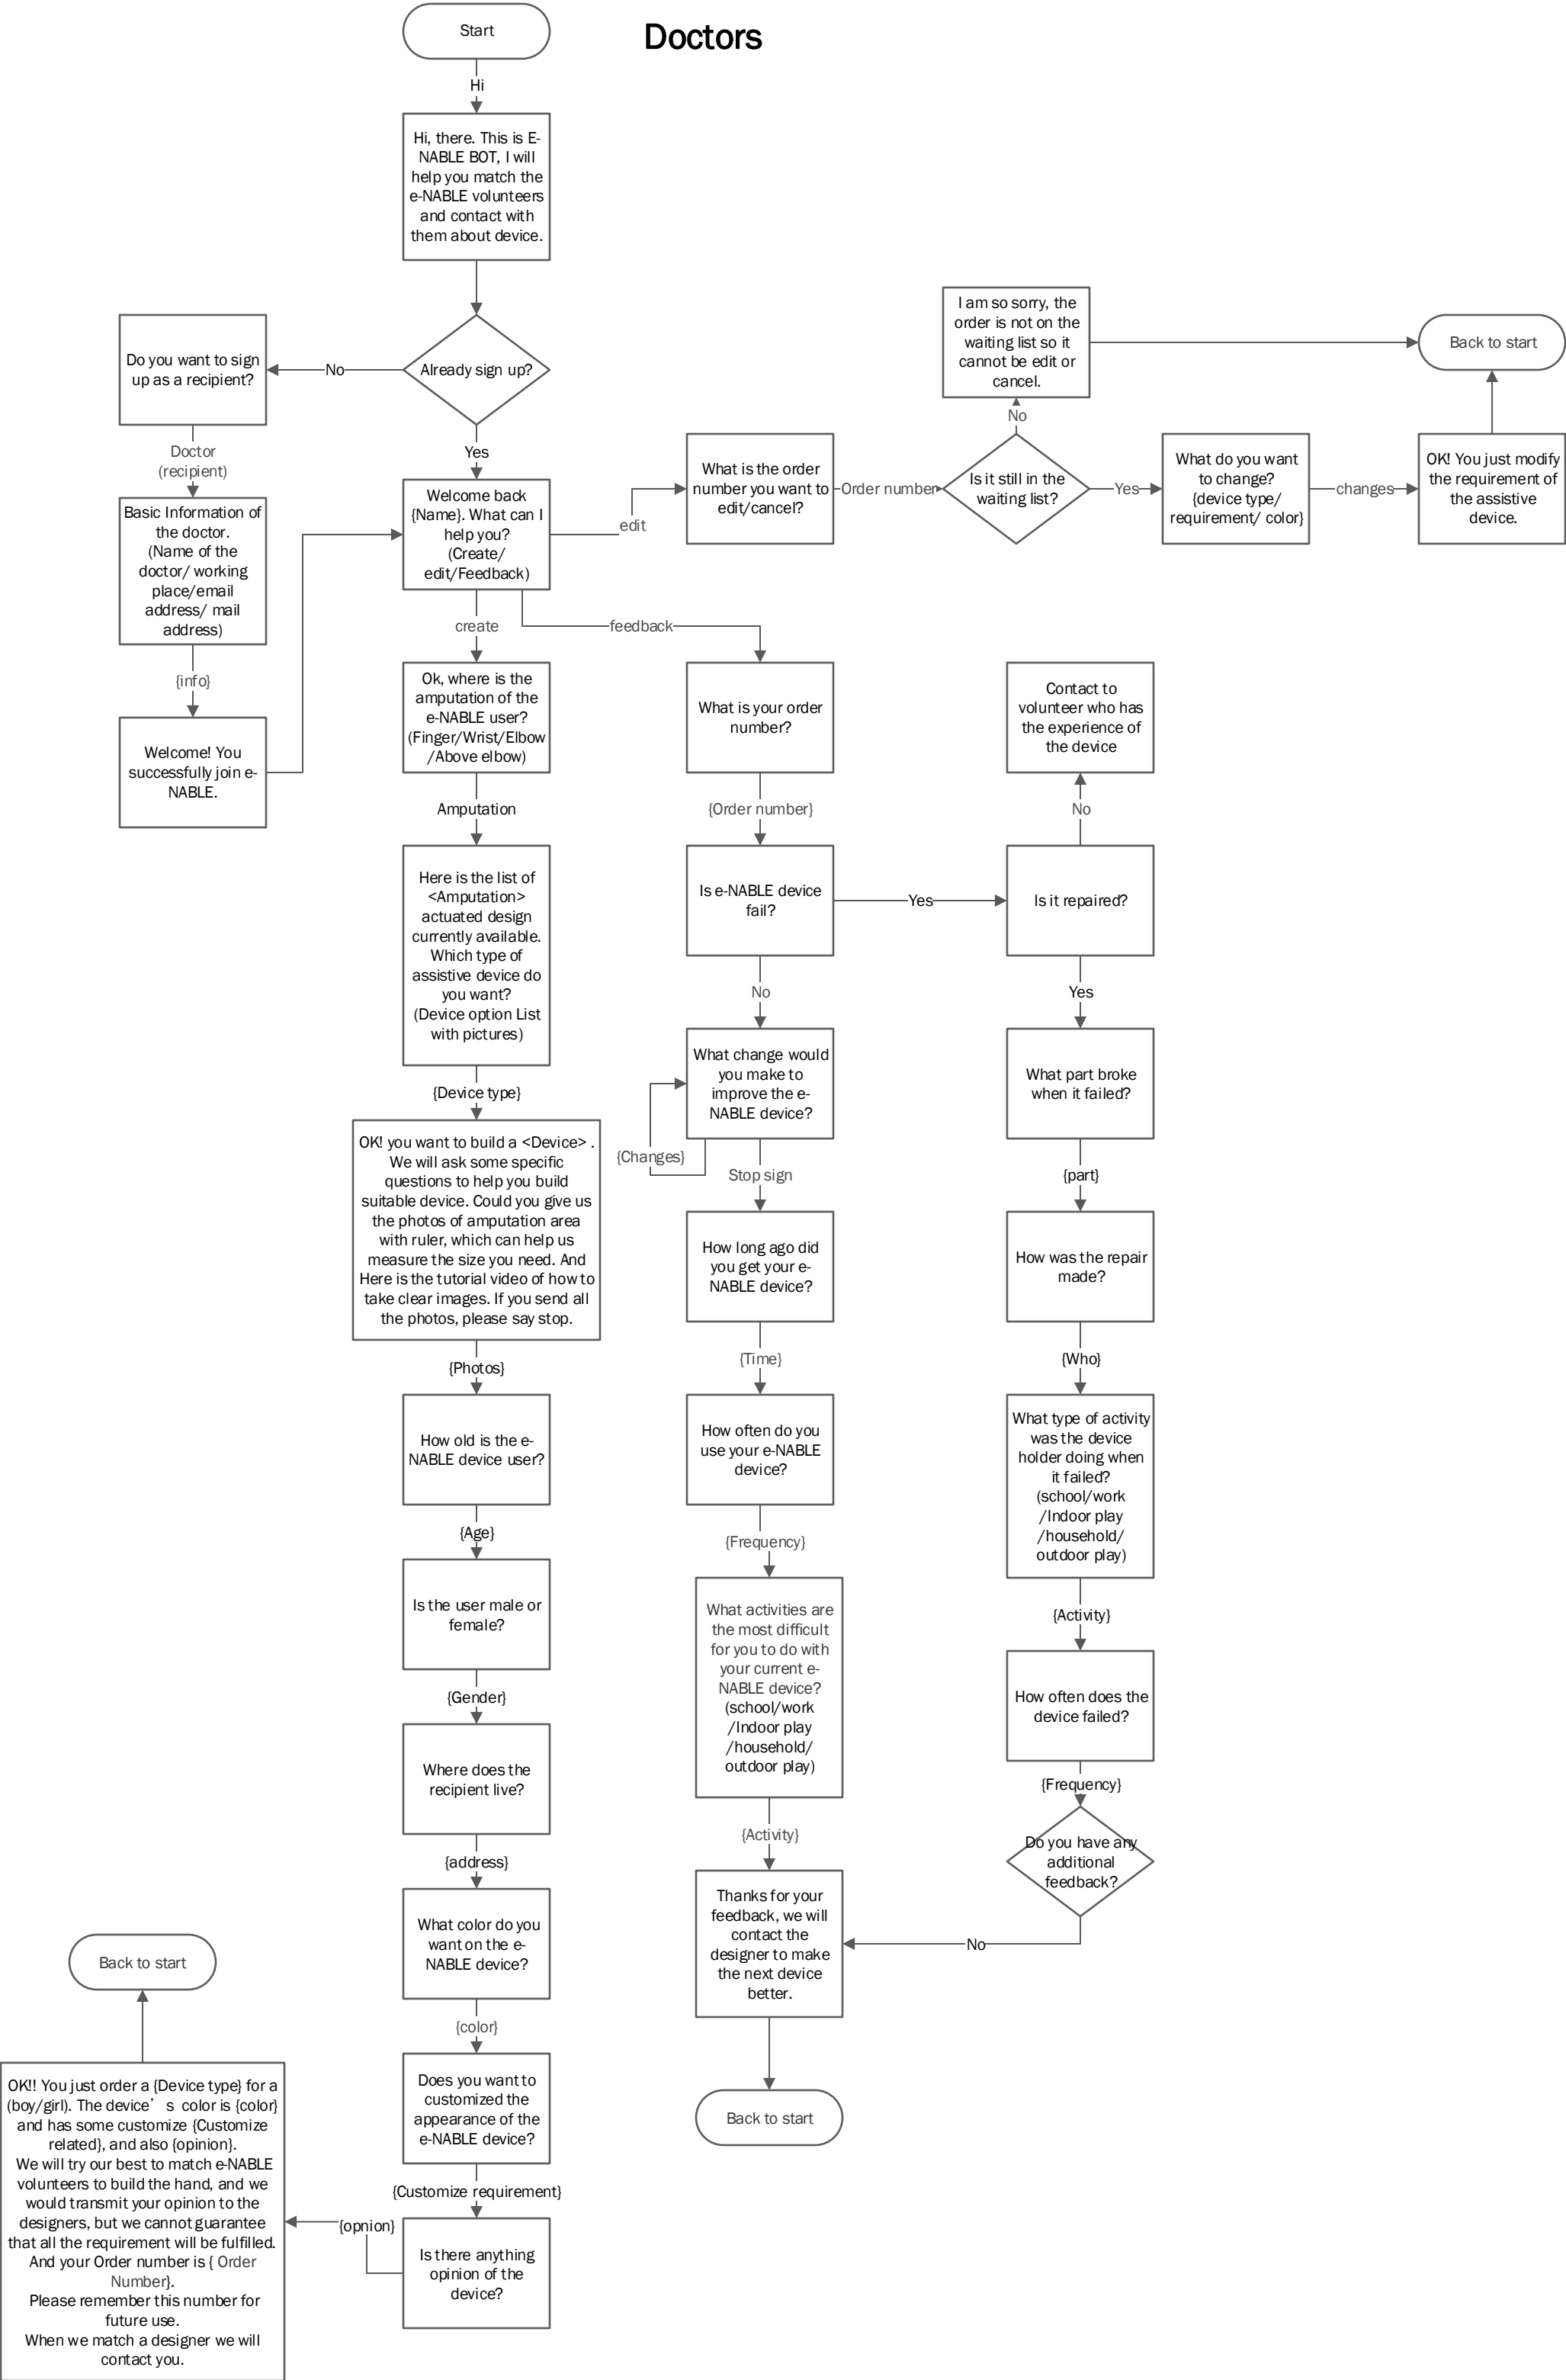 Start
Doctors
Hi
Hi, there. This is E-
NABLE BOT, I will
help you match the
e-NABLE volunteers
and contact with
them about device.
Already sign up?
No
Do you want to sign
up as a recipient?
Doctor
(recipient)
Basic Information of
the doctor.
(Name of the
doctor/ working
place/email
address/ mail
address)
{info}
Welcome! You
successfully join e-
NABLE.
Yes
Welcome back
{Name}. What can I
help you?
(Create/
edit/Feedback)
edit
What is the order
number you want to
edit/cancel?
Order number
Is it still in the
waiting list?
No
I am so sorry, the
order is not on the
waiting list so it
cannot be edit or
cancel.
Back to start
Yes
What do you want
to change?
{device type/
requirement/ color}
changes
OK! You just modify
the requirement of
the assistive
device.
create
Ok, where is the
amputation of the
e-NABLE user?
(Finger/Wrist/Elbow
/Above elbow)
Amputation
Here is the list of
<Amputation>
actuated design
currently available.
Which type of
assistive device do
you want?
(Device option List
with pictures)
{Device type}
OK! you want to build a <Device> .
We will ask some specific
questions to help you build
suitable device. Could you give us
the photos of amputation area
with ruler, which can help us
measure the size you need. And
Here is the tutorial video of how to
take clear images. If you send all
the photos, please say stop.
{Photos}
How old is the e-
NABLE device user?
{Age}
Is the user male or
female?
{Gender}
Where does the
recipient live?
{address}
What color do you
want on the e-
NABLE device?
{color}
Does you want to
customized the
appearance of the
e-NABLE device?
{Customize requirement}
Is there anything
opinion of the
device?
{opnion}
OK!! You just order a {Device type} for a
(boy/girl). The device’s color is {color}
and has some customize {Customize
related}, and also {opinion}.
We will try our best to match e-NABLE
volunteers to build the hand, and we
would transmit your opinion to the
designers, but we cannot guarantee
that all the requirement will be fulfilled.
And your Order number is { Order
Number}.
Please remember this number for
future use.
When we match a designer we will
contact you.
Back to start
feedback
What is your order
number?
{Order number}
Is e-NABLE device
fail?
No
What change would
you make to
improve the e-
NABLE device?
{Changes}
Stop sign
How long ago did
you get your e-
NABLE device?
{Time}
How often do you
use your e-NABLE
device?
{Frequency}
What activities are
the most difficult
for you to do with
your current e-
NABLE device?
(school/work
/Indoor play
/household/
outdoor play)
{Activity}
Thanks for your
feedback, we will
contact the
designer to make
the next device
better.
Back to start
Yes
Is it repaired?
No
Contact to
volunteer who has
the experience of
the device
Yes
What part broke
when it failed?
{part}
How was the repair
made?
{Who}
What type of activity
was the device
holder doing when
it failed?
(school/work
/Indoor play
/household/
outdoor play)
{Activity}
How often does the
device failed?
{Frequency}
Do you have any
additional
feedback?
No